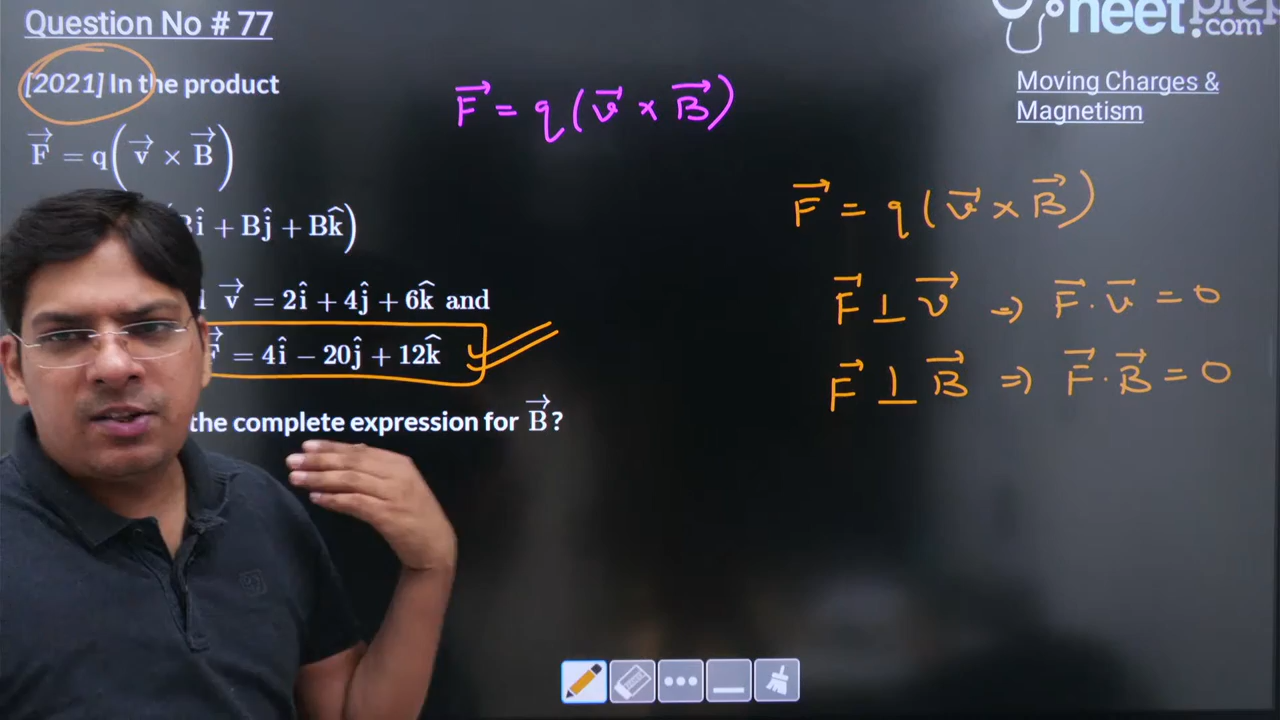 Question No # 77
[2021] In the product
F⃗ = q(v⃗ × B⃗)
Bî + Bĵ + Bk̂)
v⃗ = 2î + 4ĵ + 6k̂ and
F⃗ = 4î − 20ĵ + 12k̂
the complete expression for B⃗?
F⃗ = q(v⃗ × B⃗)
neetprep
.com
Moving Charges &
Magnetism
F⃗ = q(v⃗ × B⃗)
F⃗ ⊥ v⃗ ⇒ F⃗ · v⃗ = 0
F⃗ ⊥ B⃗ ⇒ F⃗ · B⃗ = 0